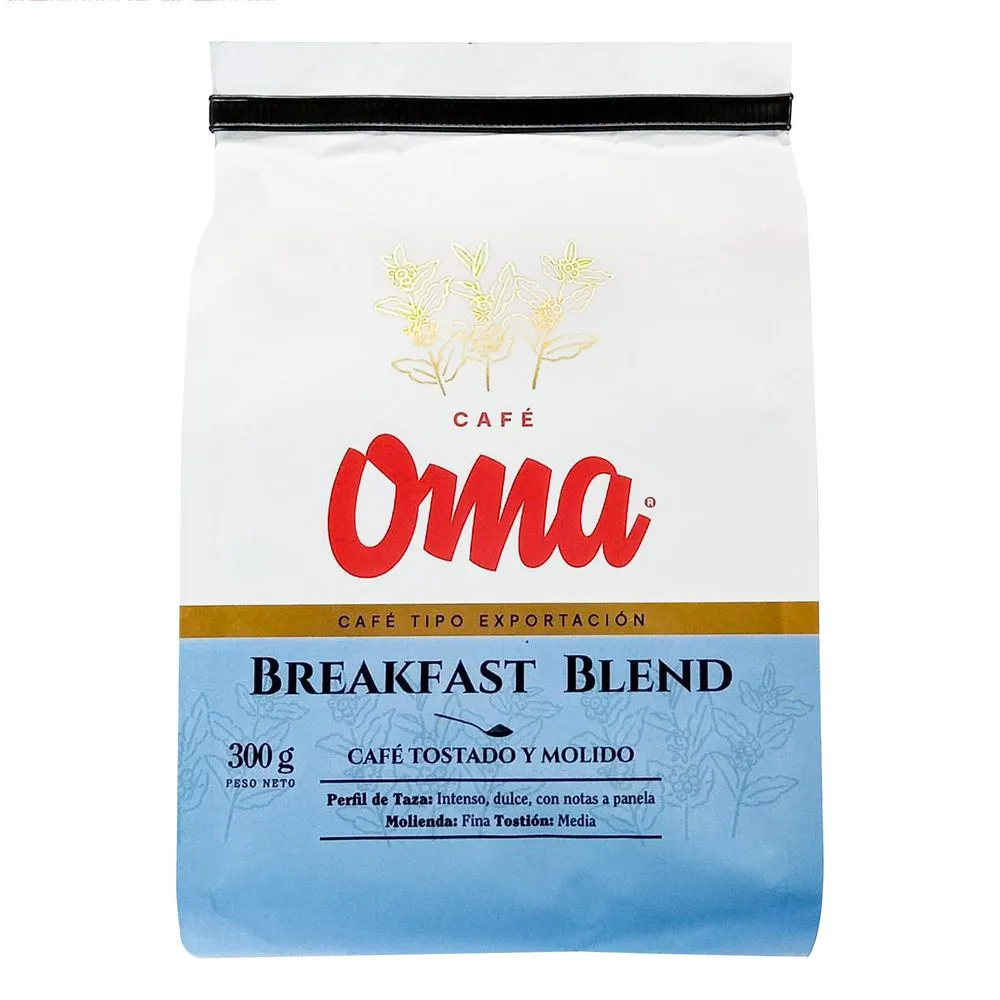 CAFÉ
Oma®
CAFÉ TIPO EXPORTACIÓN
BREAKFAST BLEND
300 g
PESO NETO
CAFÉ TOSTADO Y MOLIDO
Perfil de Taza: Intenso, dulce, con notas a panela
Molienda: Fina Tostión: Media